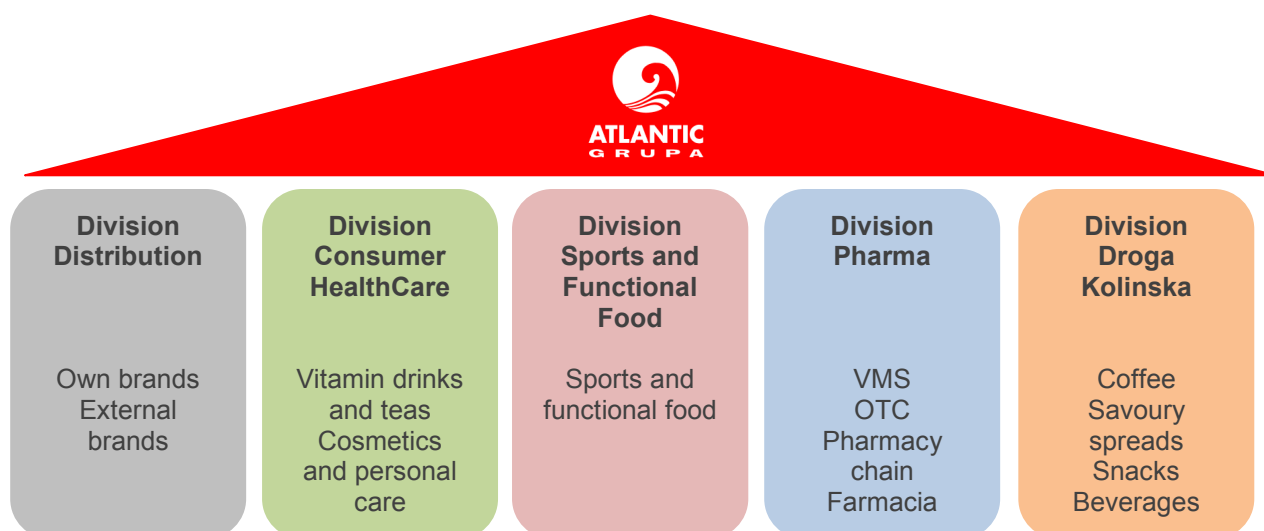 ATLANTIC
GRUPA
Division
Distribution
Own brands
External
brands
Division
Consumer
HealthCare
Vitamin drinks
and teas
Cosmetics
and personal
care
Division
Sports and
Functional
Food
Sports and
functional food
Division
Pharma
VMS
OTC
Pharmacy
chain
Farmacia
Division
Droga
Kolinska
Coffee
Savoury
spreads
Snacks
Beverages